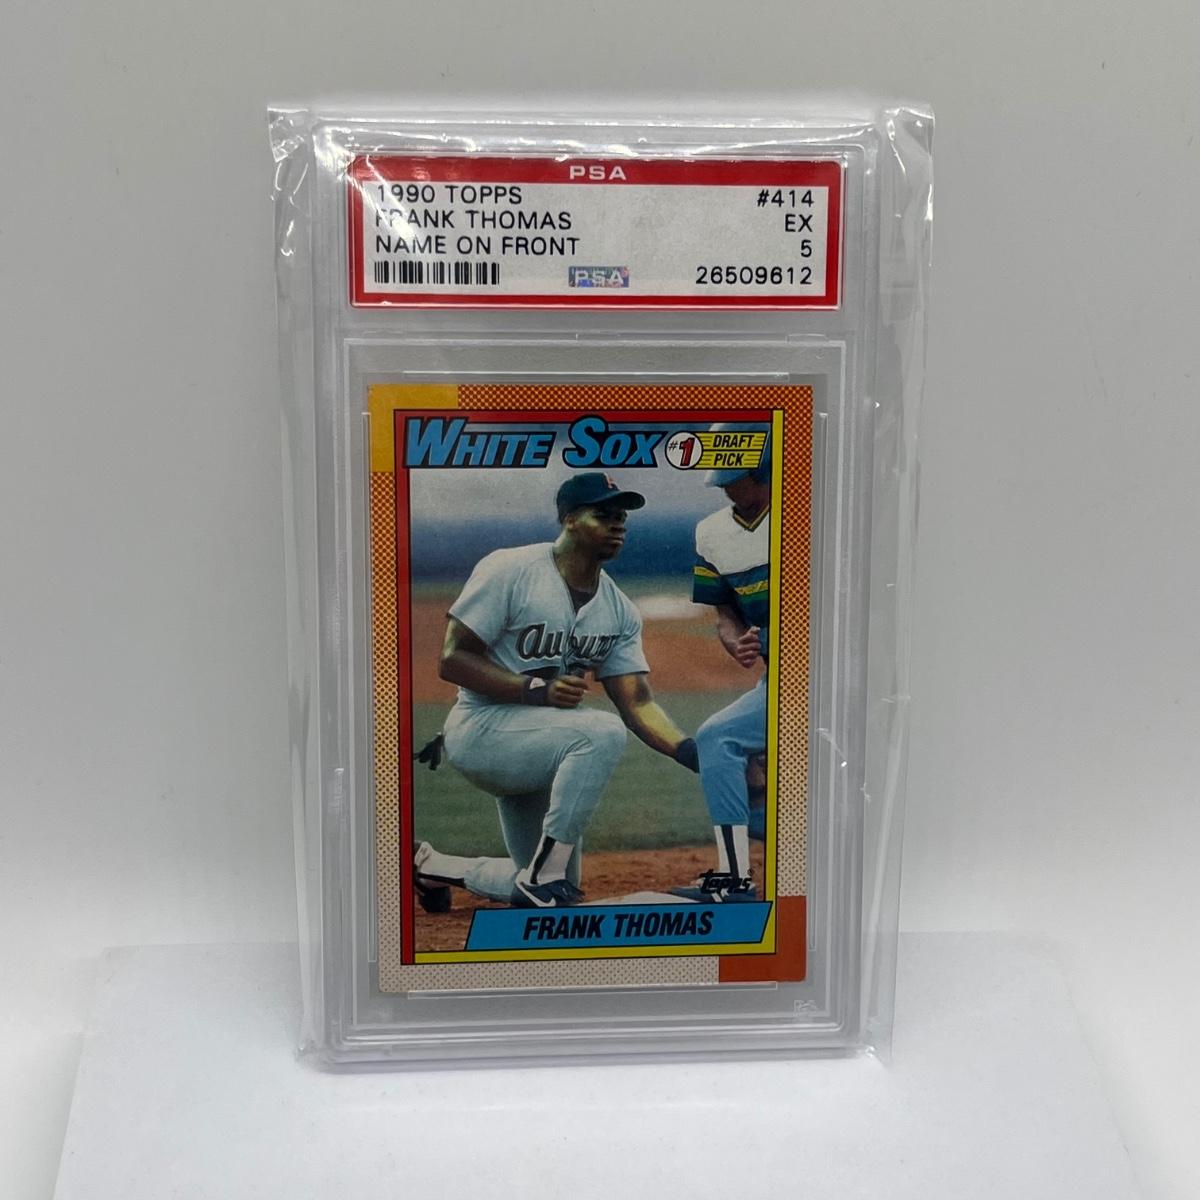 PSA
1990 TOPPS #414
FRANK THOMAS EX
NAME ON FRONT 5
PSA 26509612
WHITE SOX #1 DRAFT PICK
Auburn
TOPPS
FRANK THOMAS